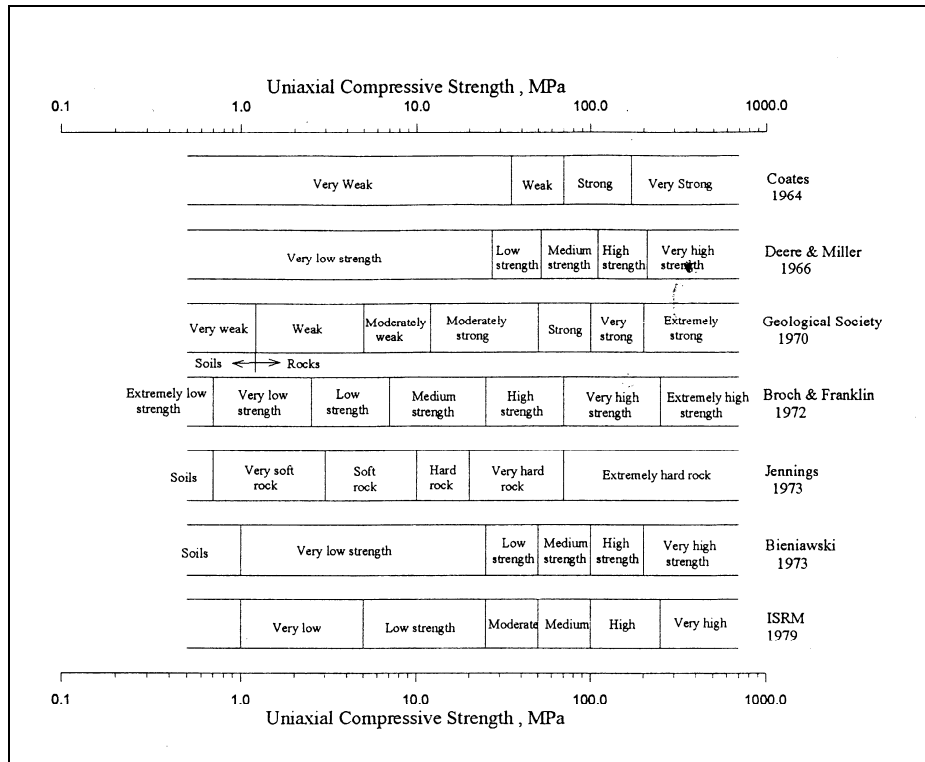 Uniaxial Compressive Strength , MPa
0.1 1.0 10.0 100.0 1000.0
Very Weak Weak Strong Very Strong
Coates
1964
Very low strength
Low
strength
Medium
strength
High
strength
Very high
strength
Deere & Miller
1966
Very weak
Weak
Moderately
weak
Moderately
strong
Strong
Very
strong
Extremely
strong
Geological Society
1970
Soils Rocks
Extremely low
strength
Very low
strength
Low
strength
Medium
strength
High
strength
Very high
strength
Extremely high
strength
Broch & Franklin
1972
Soils
Very soft
rock
Soft
rock
Hard
rock
Very hard
rock
Extremely hard rock
Jennings
1973
Soils
Very low strength
Low
strength
Medium
strength
High
strength
Very high
strength
Bieniawski
1973
Very low
Low strength
Moderate
Medium
High
Very high
ISRM
1979
0.1 1.0 10.0 100.0 1000.0
Uniaxial Compressive Strength , MPa